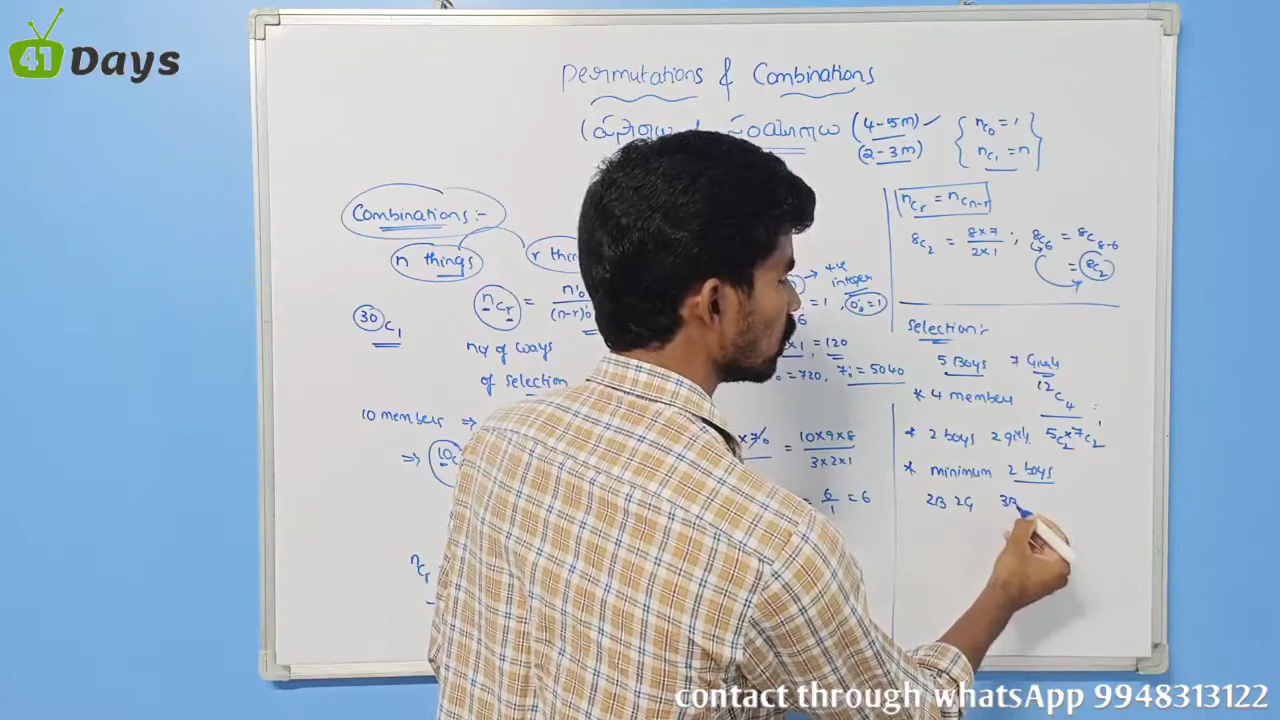 41 Days
Permutations & Combinations
(4-5m) ✓
(2-3m)
{ nC₀ = 1
nC₁ = n }
Combinations:-
n things
r thin
nCr = n!/(n-r)!
30C₁
no/. of ways
of selection
10 members ⇒
⇒ 10C
nCr
→ +ve
integer
= 1, 0! = 1
6
×1 = 120
! = 720, 7! = 5040
×7! = 10×9×8 / 3×2×1
= 6/1 = 6
nCr = nCn-r
8C₂ = 8×7 / 2×1 ; 8C₆ = 8C8-6
= 8C₂
Selection:-
5 Boys 7 Girls
* 4 members 12C₄
* 2 boys 2 girls 5C₂×7C₂
* minimum 2 boys
2B 2G 3B
contact through whatsApp 9948313122